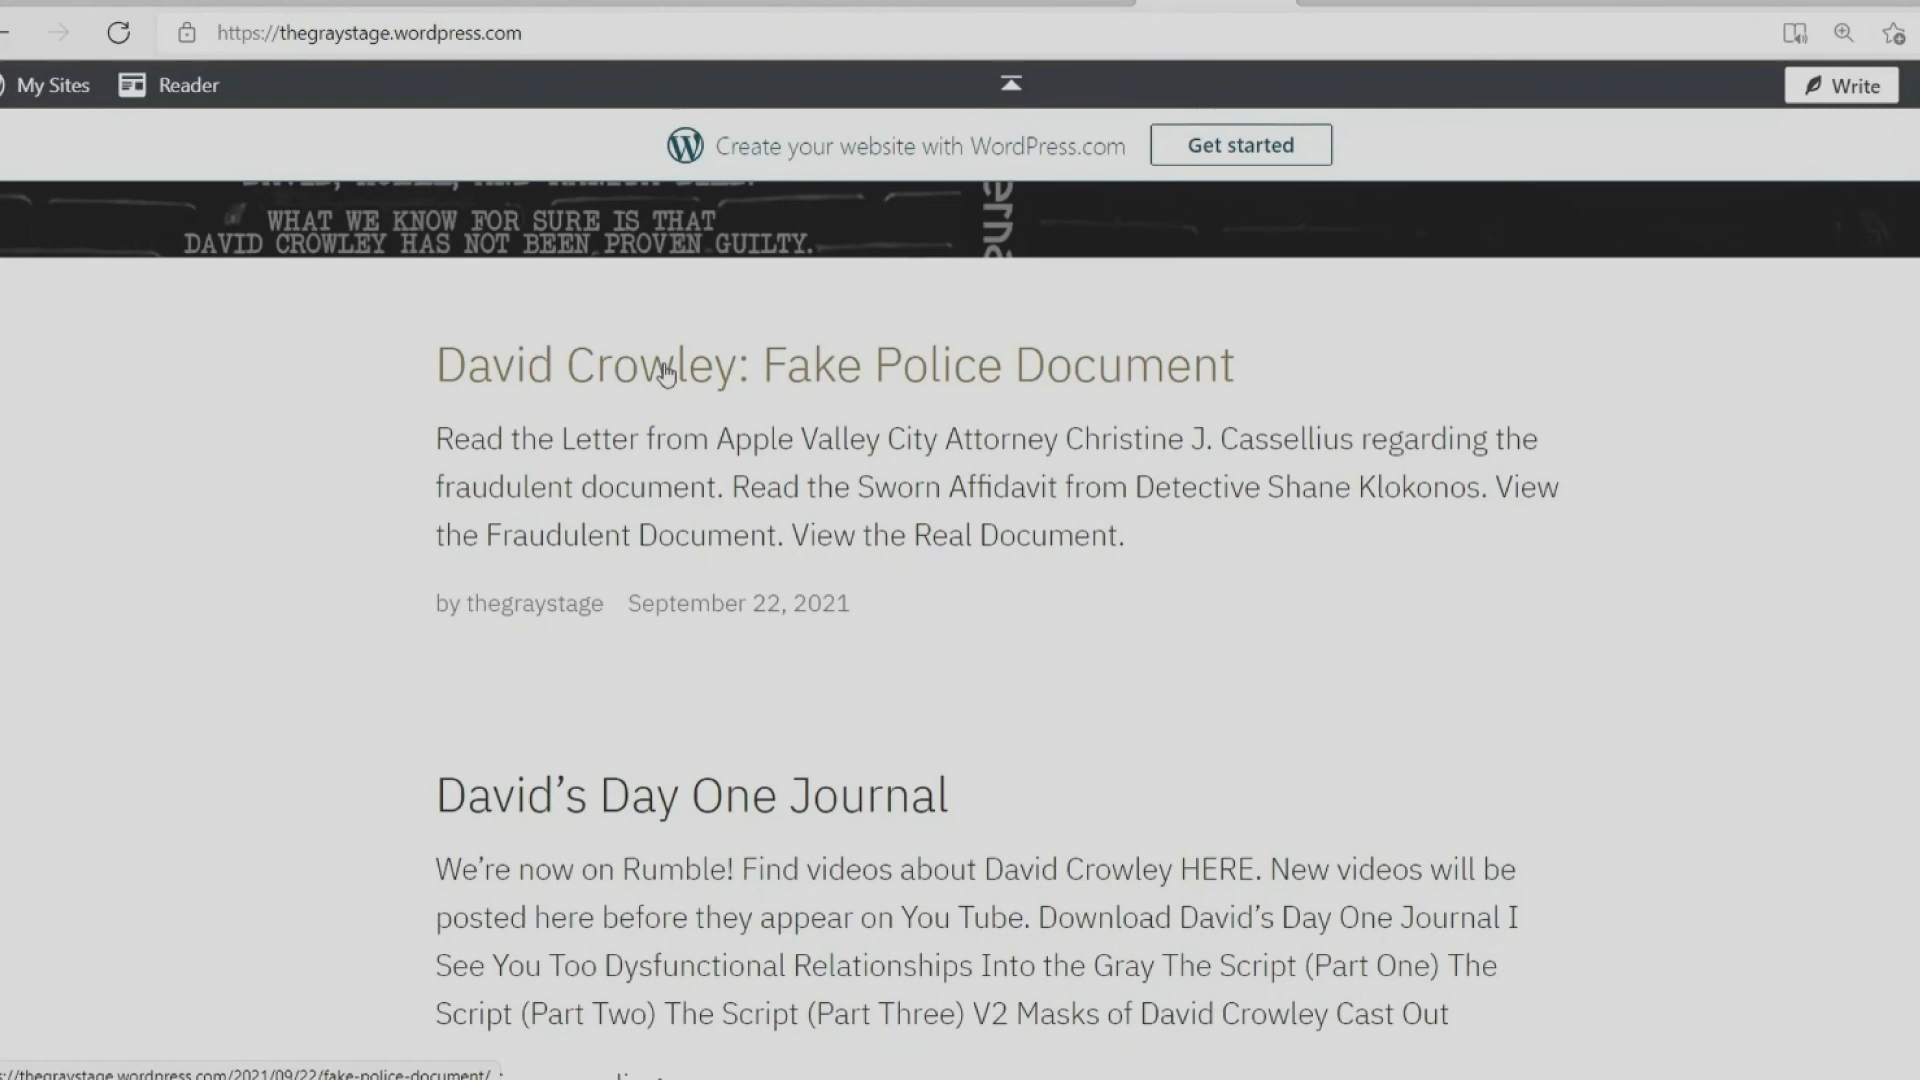 https://thegraystage.wordpress.com
My Sites
Reader
Write
Create your website with WordPress.com
Get started
WHAT WE KNOW FOR SURE IS THAT
DAVID CROWLEY HAS NOT BEEN PROVEN GUILTY.
David Crowley: Fake Police Document
Read the Letter from Apple Valley City Attorney Christine J. Cassellius regarding the
fraudulent document. Read the Sworn Affidavit from Detective Shane Klokonos. View
the Fraudulent Document. View the Real Document.
by thegraystage September 22, 2021
David’s Day One Journal
We’re now on Rumble! Find videos about David Crowley HERE. New videos will be
posted here before they appear on You Tube. Download David’s Day One Journal I
See You Too Dysfunctional Relationships Into the Gray The Script (Part One) The
Script (Part Two) The Script (Part Three) V2 Masks of David Crowley Cast Out
s://thegraystage.wordpress.com/2021/09/22/fake-police-document/